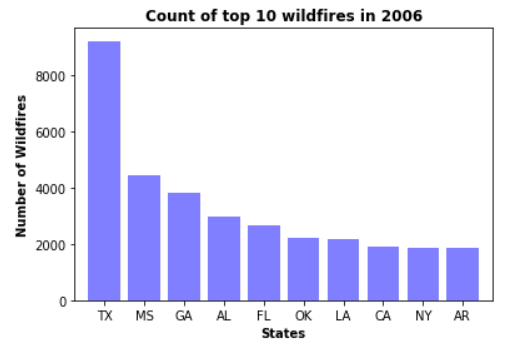 Count of top 10 wildfires in 2006
Number of Wildfires
8000
6000
4000
2000
0
TX MS GA AL FL OK LA CA NY AR
States